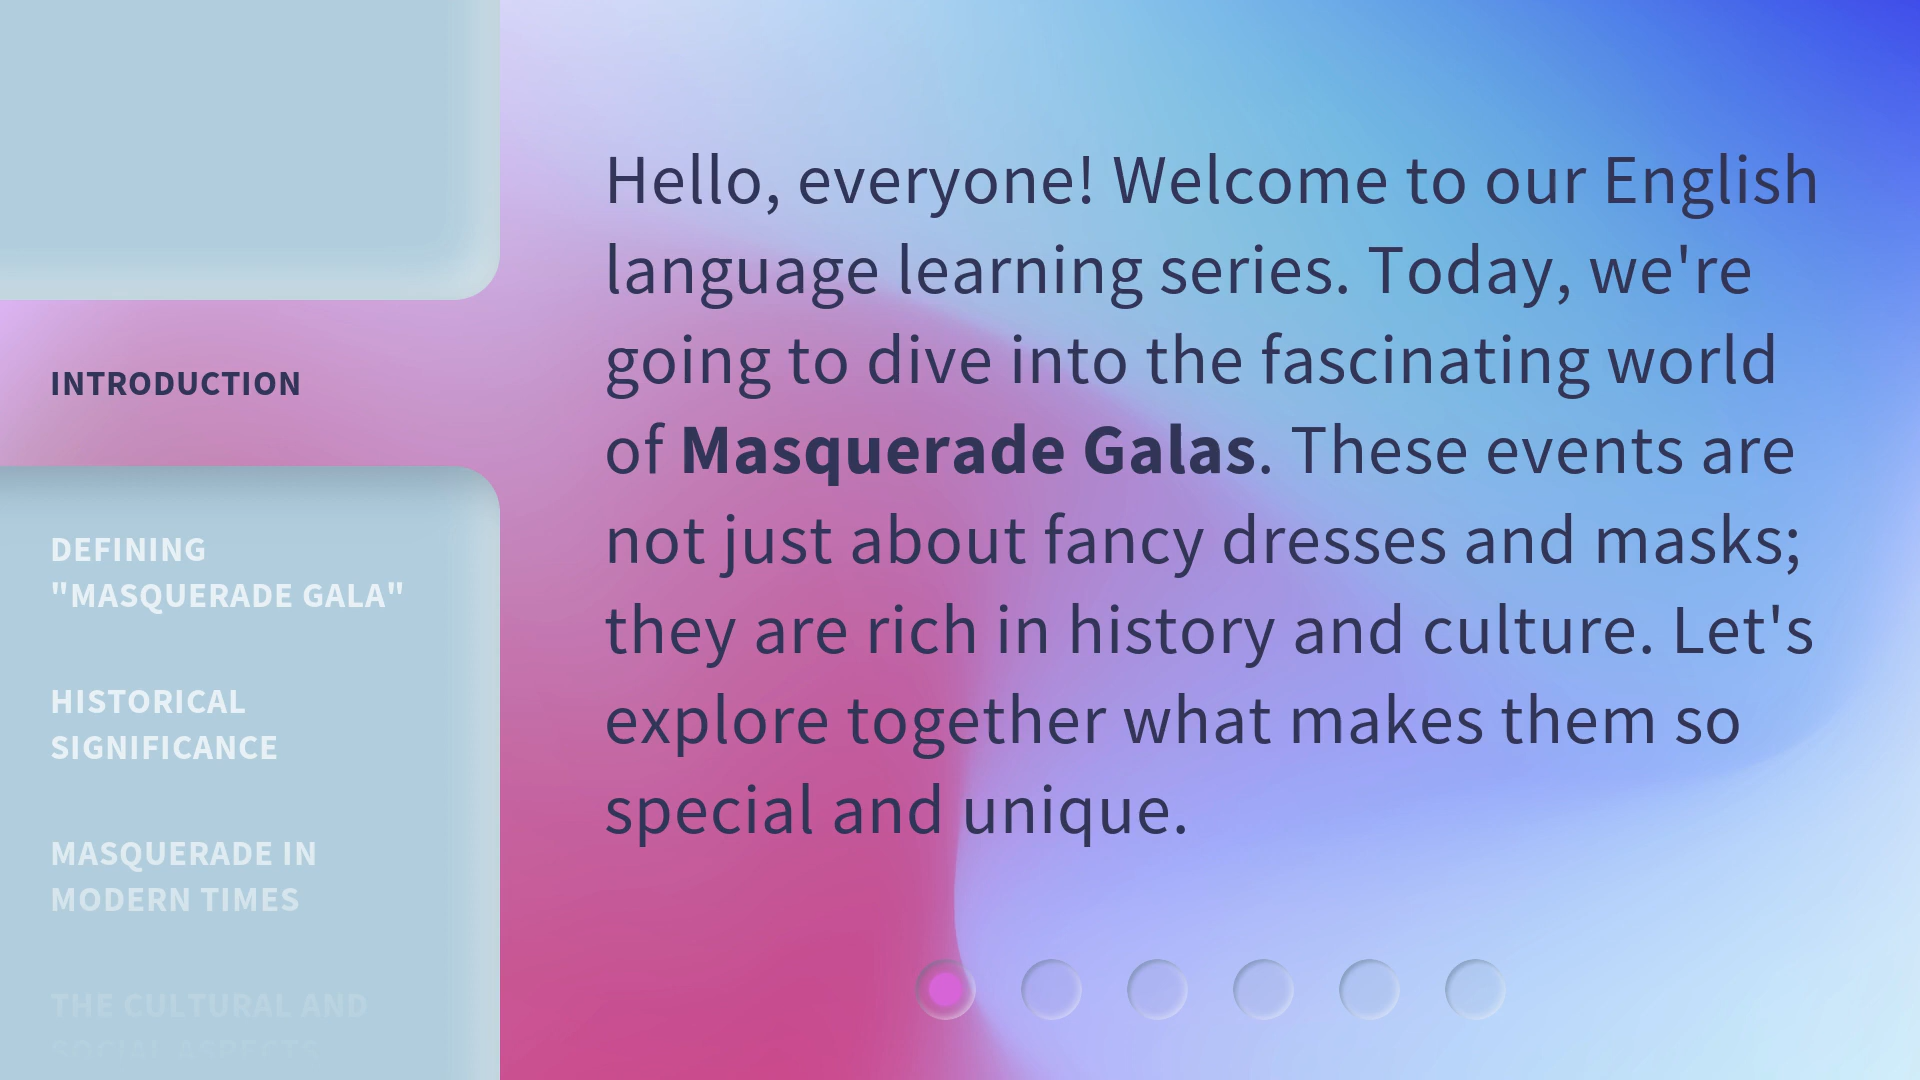 INTRODUCTION
DEFINING
"MASQUERADE GALA"
HISTORICAL
SIGNIFICANCE
MASQUERADE IN
MODERN TIMES
THE CULTURAL AND
SOCIAL ASPECTS
Hello, everyone! Welcome to our English
language learning series. Today, we're
going to dive into the fascinating world
of Masquerade Galas. These events are
not just about fancy dresses and masks;
they are rich in history and culture. Let's
explore together what makes them so
special and unique.